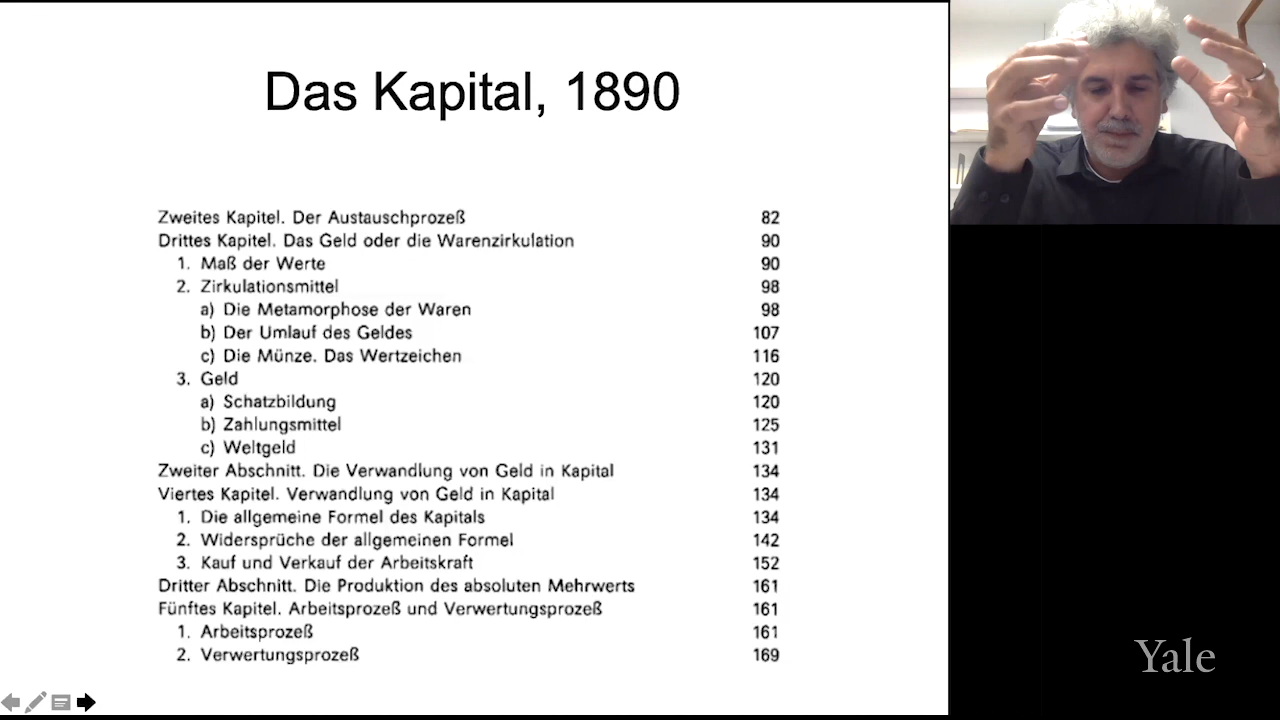 Das Kapital, 1890
Zweites Kapitel. Der Austauschprozeß 82
Drittes Kapitel. Das Geld oder die Warenzirkulation 90
1. Maß der Werte 90
2. Zirkulationsmittel 98
a) Die Metamorphose der Waren 98
b) Der Umlauf des Geldes 107
c) Die Münze. Das Wertzeichen 116
3. Geld 120
a) Schatzbildung 120
b) Zahlungsmittel 125
c) Weltgeld 131
Zweiter Abschnitt. Die Verwandlung von Geld in Kapital 134
Viertes Kapitel. Verwandlung von Geld in Kapital 134
1. Die allgemeine Formel des Kapitals 134
2. Widersprüche der allgemeinen Formel 142
3. Kauf und Verkauf der Arbeitskraft 152
Dritter Abschnitt. Die Produktion des absoluten Mehrwerts 161
Fünftes Kapitel. Arbeitsprozeß und Verwertungsprozeß 161
1. Arbeitsprozeß 161
2. Verwertungsprozeß 169
Yale